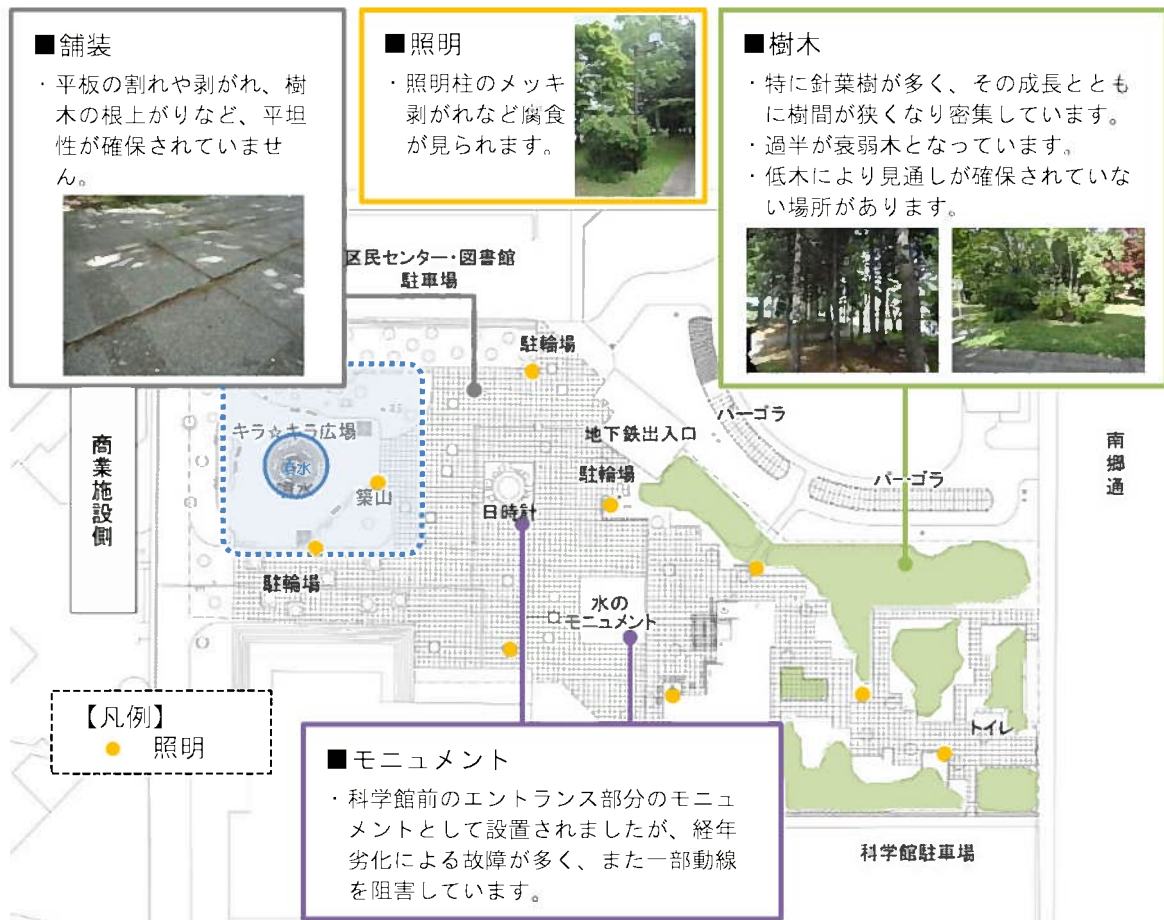 ■舗装
・平板の割れや剥がれ、樹
木の根上がりなど、平坦
性が確保されていませ
ん。
■照明
・照明柱のメッキ
剥がれなど腐食
が見られます。
■樹木
・特に針葉樹が多く、その成長ととも
に樹間が狭くなり密集しています。
・過半が衰弱木となっています。
・低木により見通しが確保されていな
い場所があります。
区民センター・図書館
駐車場
駐輪場
パーゴラ
地下鉄出入口
商業施設側
キラ☆キラ広場
噴水
築山
日時計
駐輪場
パーゴラ
南郷通
駐輪場
水の
モニュメント
トイレ
【凡例】
照明
■モニュメント
・科学館前のエントランス部分のモニュ
メントとして設置されましたが、経年
劣化による故障が多く、また一部動線
を阻害しています。
科学館駐車場